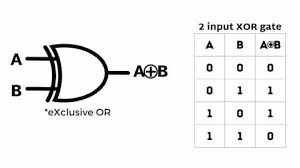 A
B
A⊕B
*eXclusive OR
2 input XOR gate
A B A⊕B
0 0 0
0 1 1
1 0 1
1 1 0